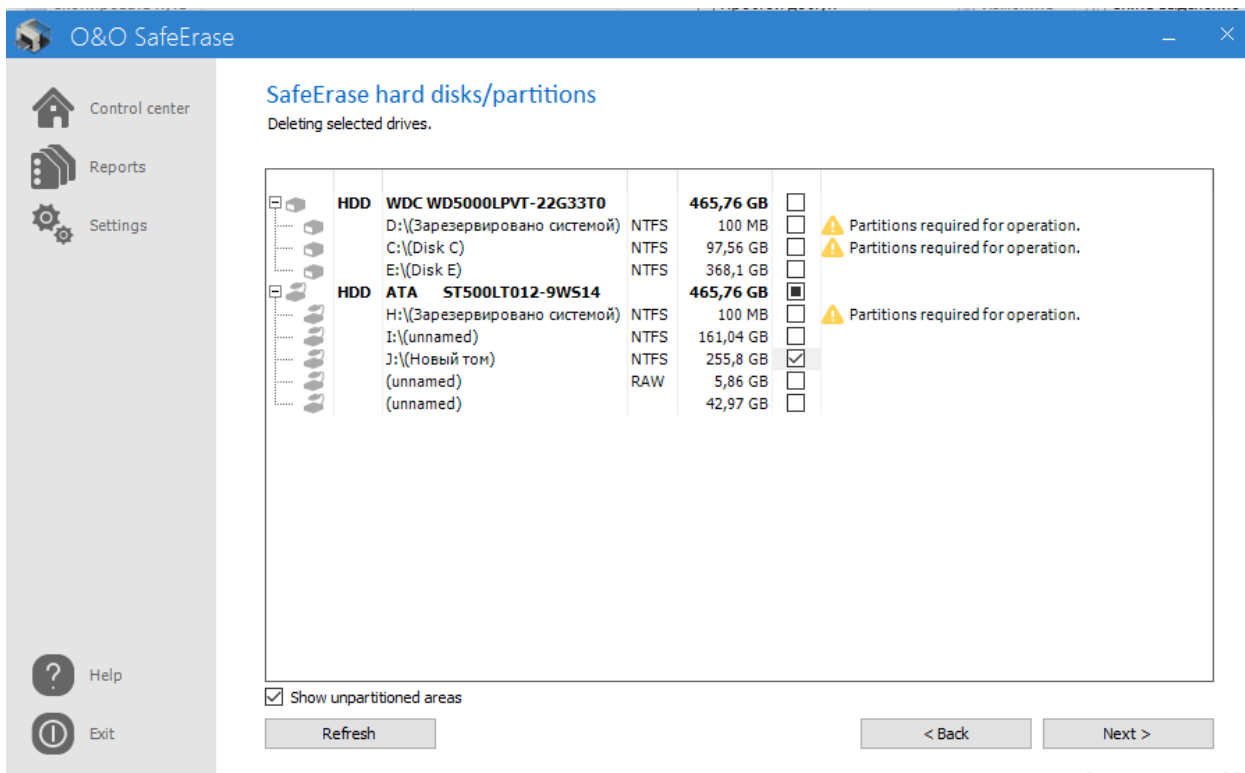 O&O SafeErase
Control center
Reports
Settings
SafeErase hard disks/partitions
Deleting selected drives.
HDD WDC WD5000LPVT-22G33T0 465,76 GB
D:\(Зарезервировано системой) NTFS 100 MB Partitions required for operation.
C:\(Disk C) NTFS 97,56 GB Partitions required for operation.
E:\(Disk E) NTFS 368,1 GB
HDD ATA ST500LT012-9WS14 465,76 GB
H:\(Зарезервировано системой) NTFS 100 MB Partitions required for operation.
I:\(unnamed) NTFS 161,04 GB
J:\(Новый том) NTFS 255,8 GB
(unnamed) RAW 5,86 GB
(unnamed) 42,97 GB
Show unpartitioned areas
Refresh
< Back
Next >
Help
Exit